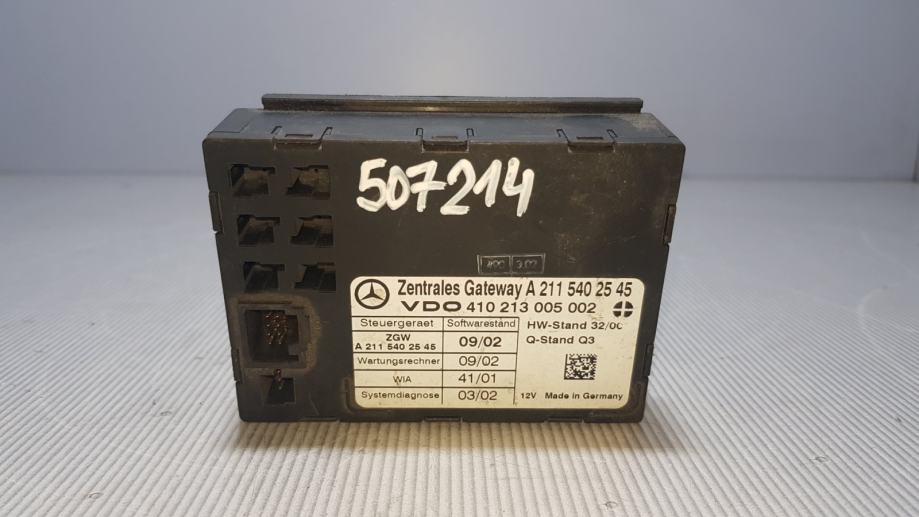 507214
Zentrales Gateway A 211 540 25 45
VDO 410 213 005 002
Steuergeraet Softwarestand HW-Stand 32/00
ZGW 09/02 Q-Stand Q3
A 211 540 25 45
Wartungsrechner 09/02
WIA 41/01
Systemdiagnose 03/02 12V Made in Germany